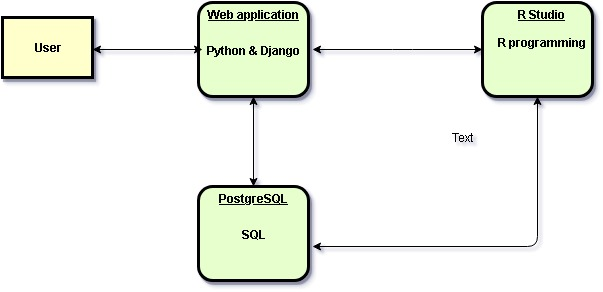 Web application
R Studio
User
Python & Django
R programming
Text
PostgreSQL
SQL